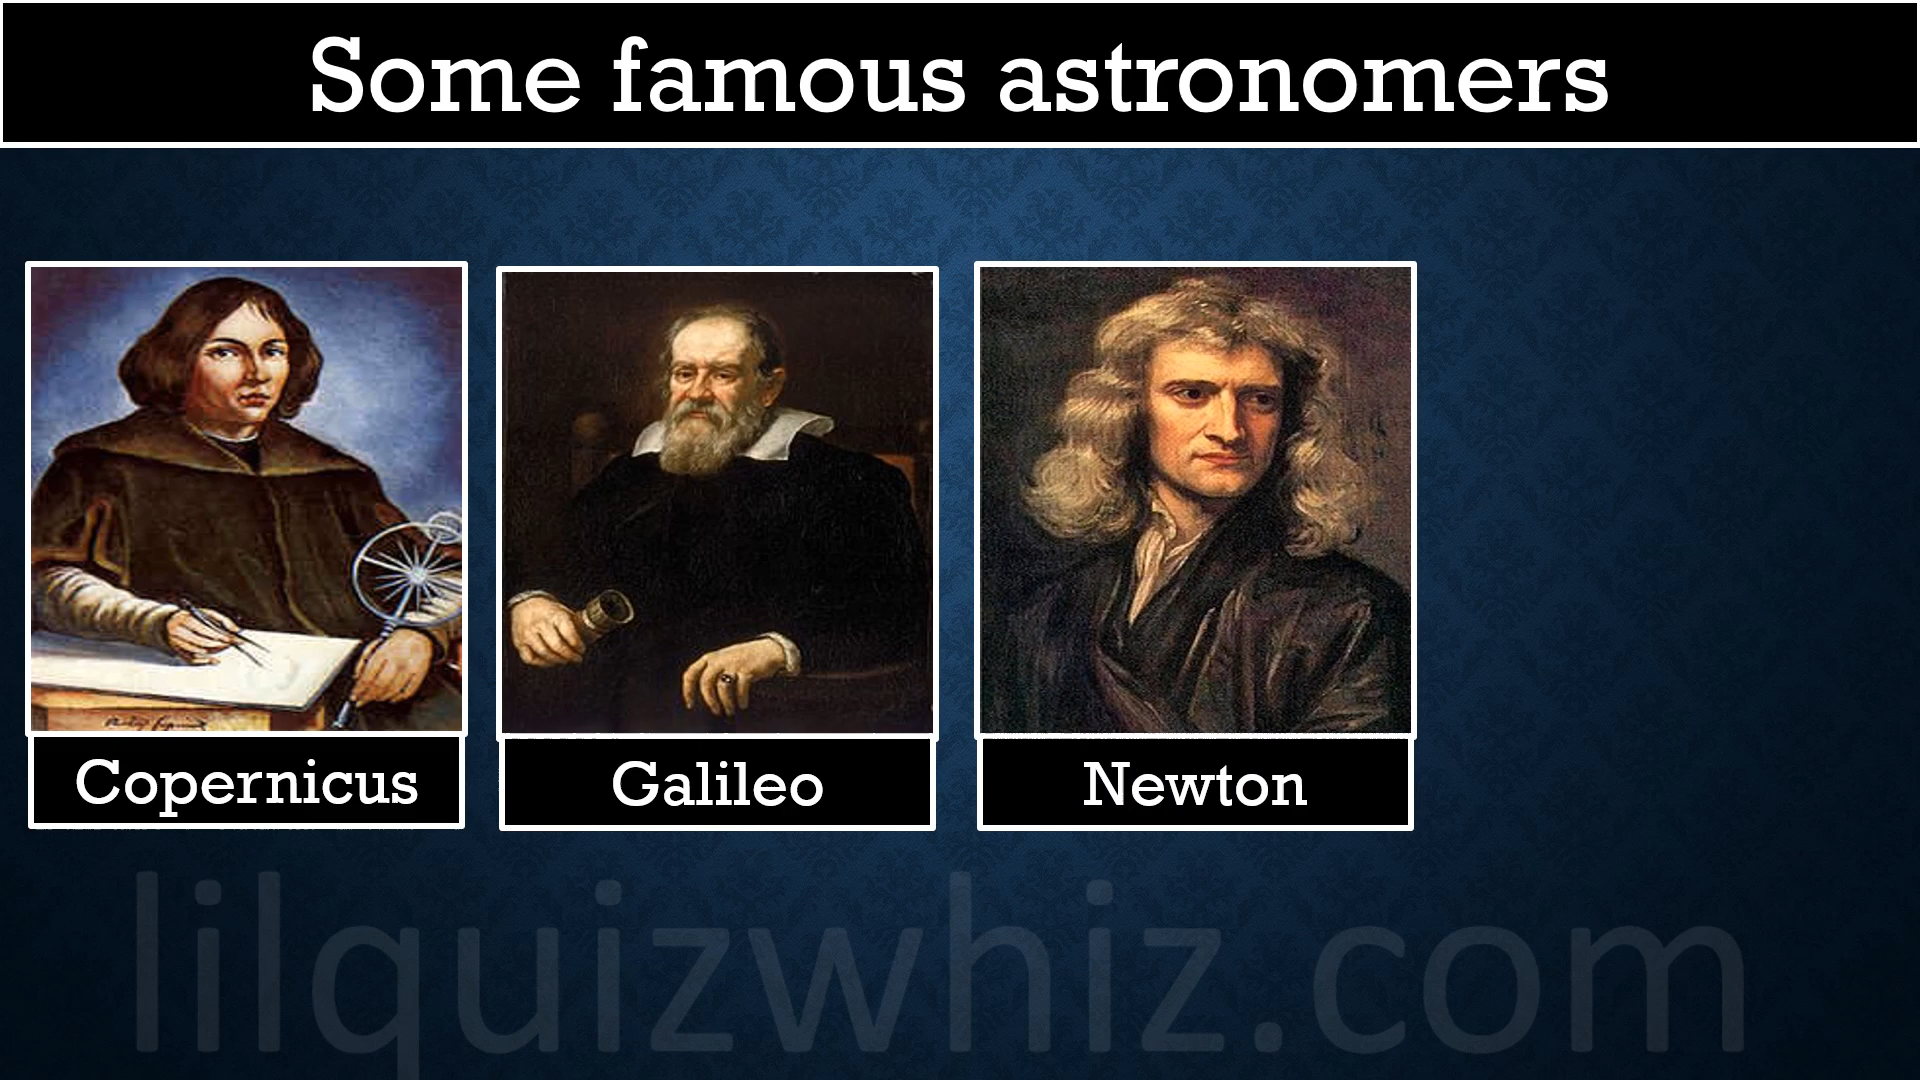 Some famous astronomers
Copernicus
Galileo
Newton
lilquizwhiz.com